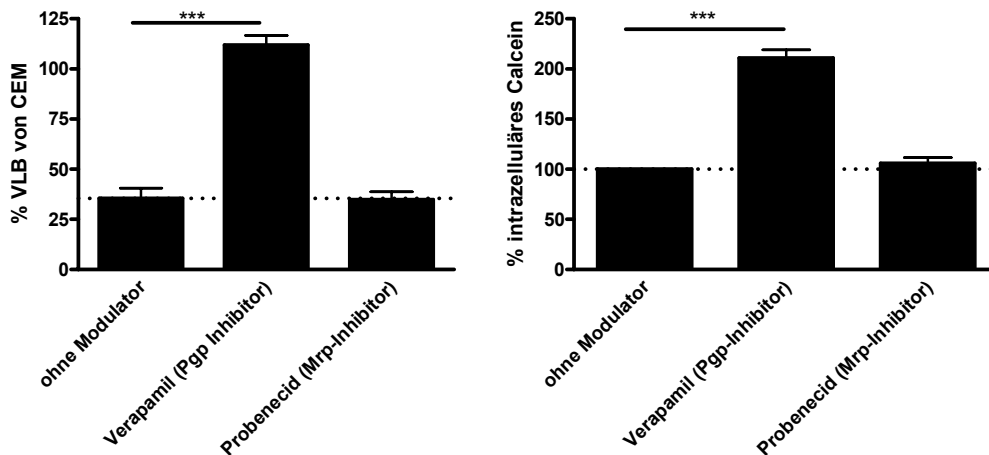 ***
% VLB von CEM
125
100
75
50
25
0
ohne Modulator
Verapamil (Pgp Inhibitor)
Probenecid (Mrp-Inhibitor)
***
% intrazelluläres Calcein
250
200
150
100
50
0
ohne Modulator
Verapamil (Pgp-Inhibitor)
Probenecid (Mrp-Inhibitor)